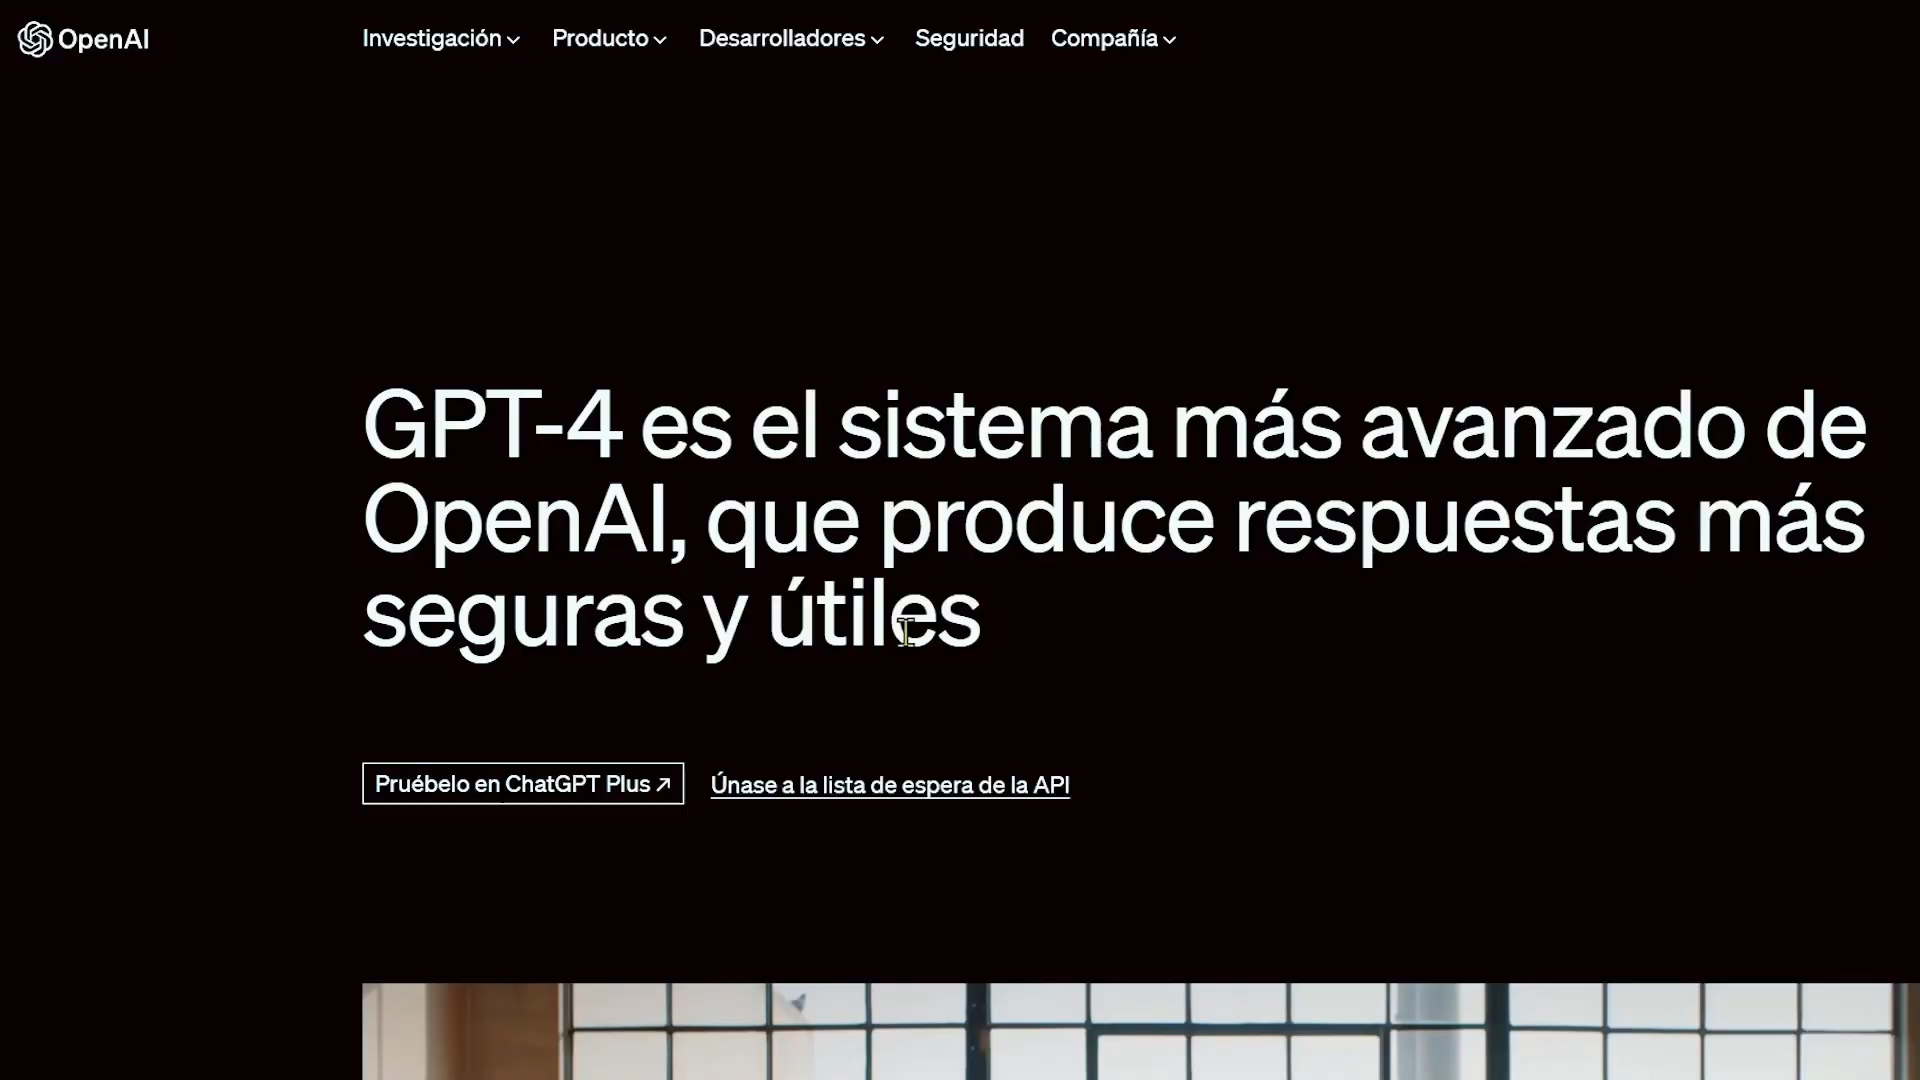 OpenAI
Investigación Producto Desarrolladores Seguridad Compañía
GPT-4 es el sistema más avanzado de
OpenAI, que produce respuestas más
seguras y útiles
Pruébelo en ChatGPT Plus ↗ Únase a la lista de espera de la API